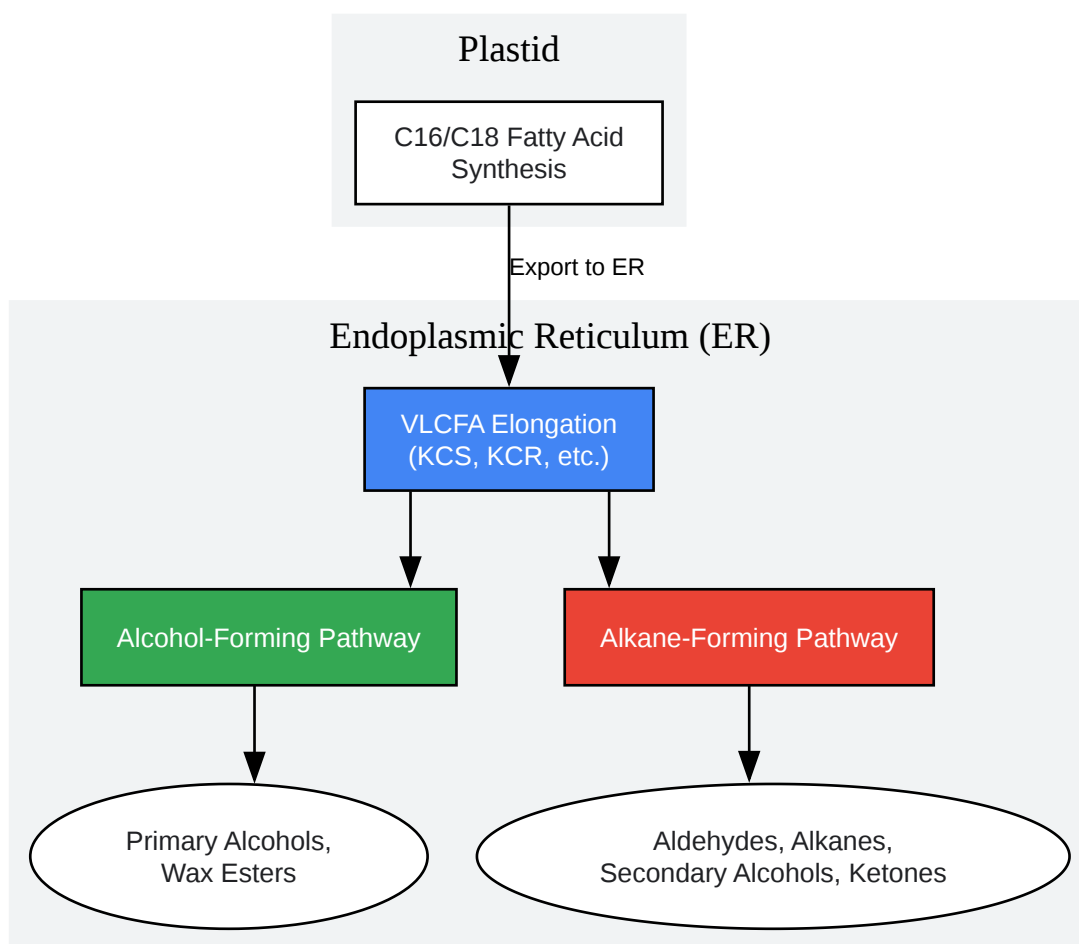 Plastid
C16/C18 Fatty Acid
Synthesis
Export to ER
Endoplasmic Reticulum (ER)
VLCFA Elongation
(KCS, KCR, etc.)
Alcohol-Forming Pathway
Alkane-Forming Pathway
Primary Alcohols,
Wax Esters
Aldehydes, Alkanes,
Secondary Alcohols, Ketones